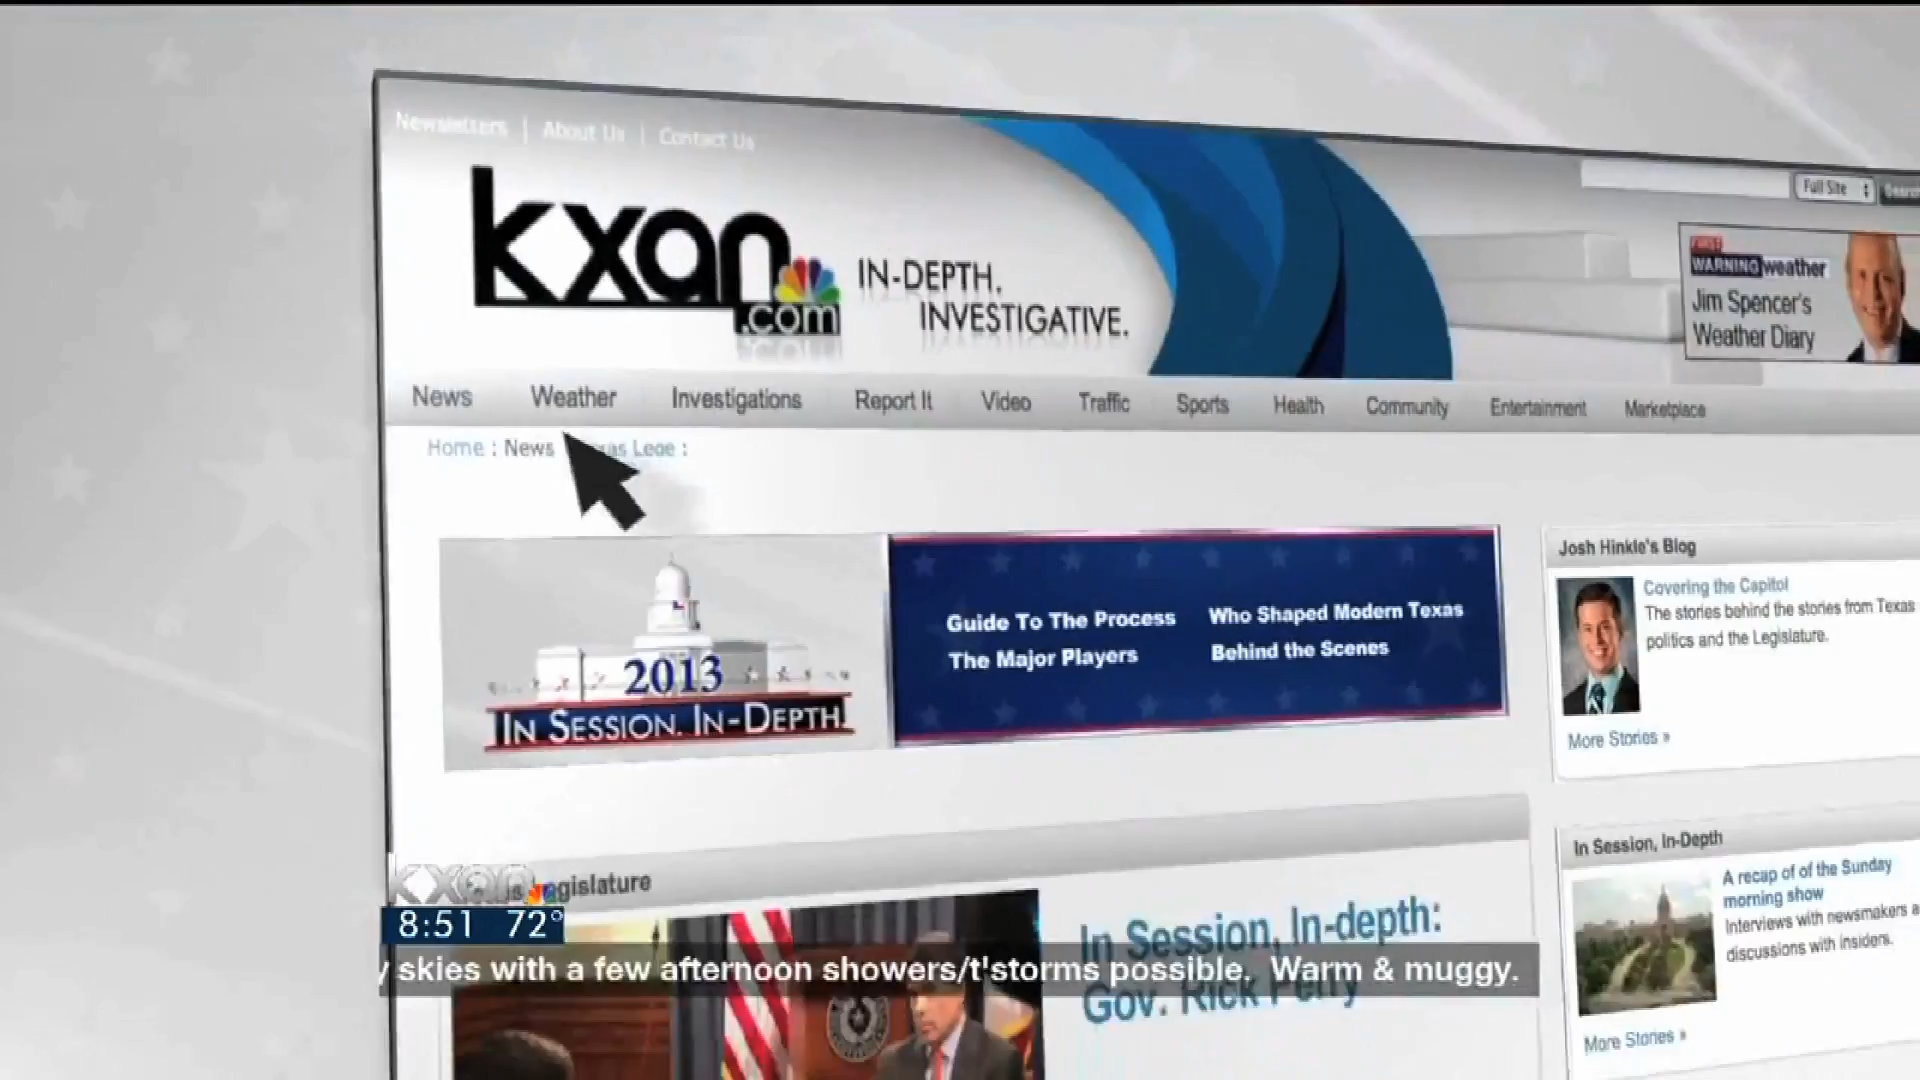 Newsletters | About Us | Contact Us
kxan
.com
IN-DEPTH.
INVESTIGATIVE.
Full Site
FIRST
WARNING weather
Jim Spencer's
Weather Diary
News Weather Investigations Report It Video Traffic Sports Health Community Entertainment Marketplace
Home : News Lege :
2013
IN SESSION. IN-DEPTH.
Guide To The Process Who Shaped Modern Texas
The Major Players Behind the Scenes
Josh Hinkle's Blog
Covering the Capitol
The stories behind the stories from Texas
politics and the Legislature.
More Stories »
In Session, In-Depth
A recap of of the Sunday
morning show
Interviews with newsmakers
discussions with insiders.
More Stories »
kxan
8:51 72°
In Session, In-depth:
Gov. Rick Perry
y skies with a few afternoon showers/t'storms possible. Warm & muggy.